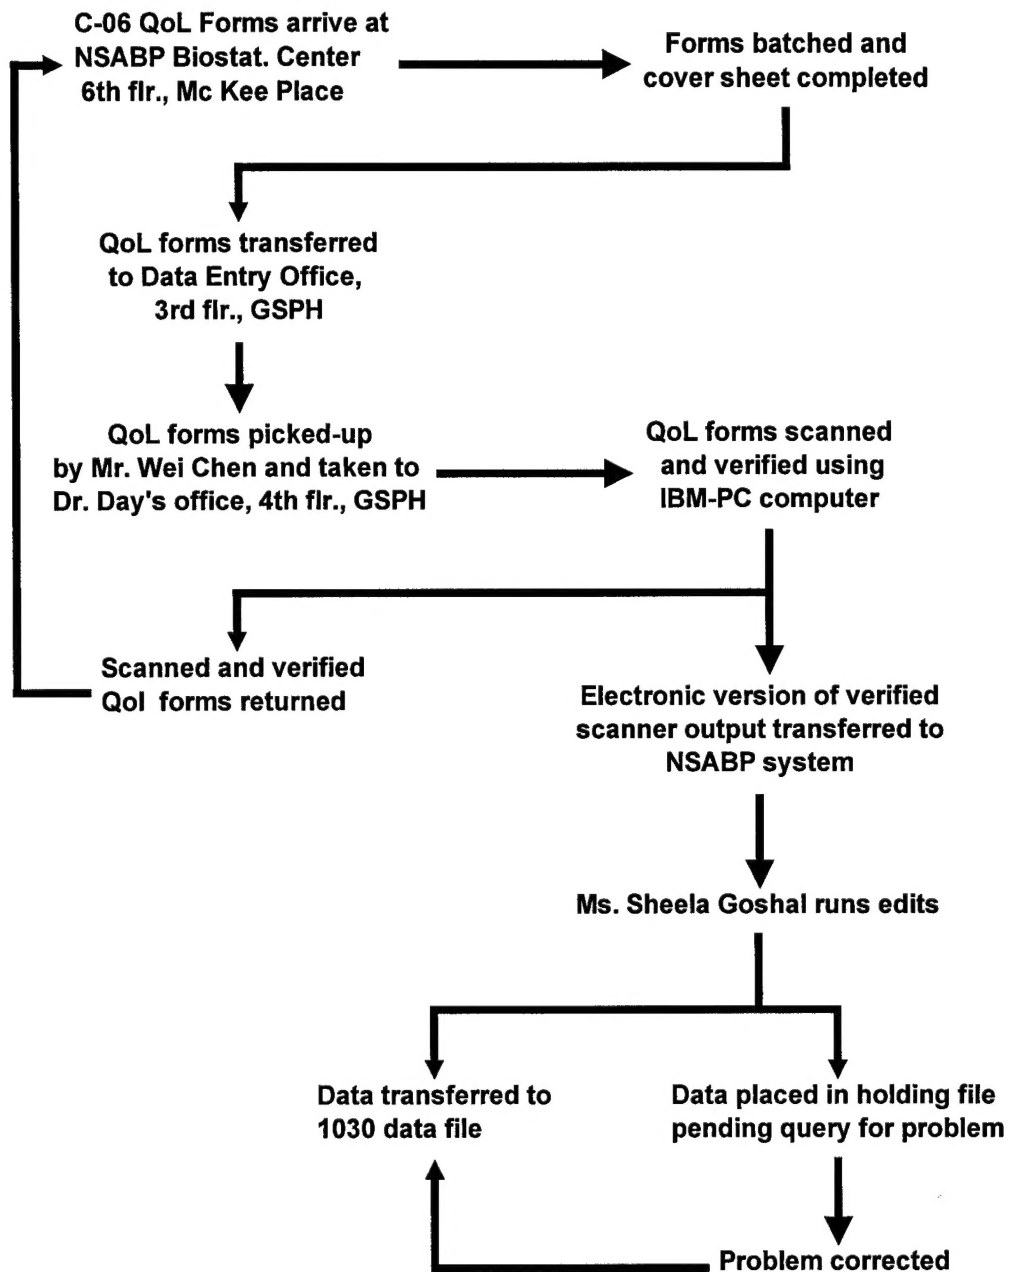 C-06 QoL Forms arrive at
NSABP Biostat. Center
6th flr., Mc Kee Place
Forms batched and
cover sheet completed
QoL forms transferred
to Data Entry Office,
3rd flr., GSPH
QoL forms picked-up
by Mr. Wei Chen and taken to
Dr. Day's office, 4th flr., GSPH
QoL forms scanned
and verified using
IBM-PC computer
Scanned and verified
Qol forms returned
Electronic version of verified
scanner output transferred to
NSABP system
Ms. Sheela Goshal runs edits
Data transferred to
1030 data file
Data placed in holding file
pending query for problem
Problem corrected